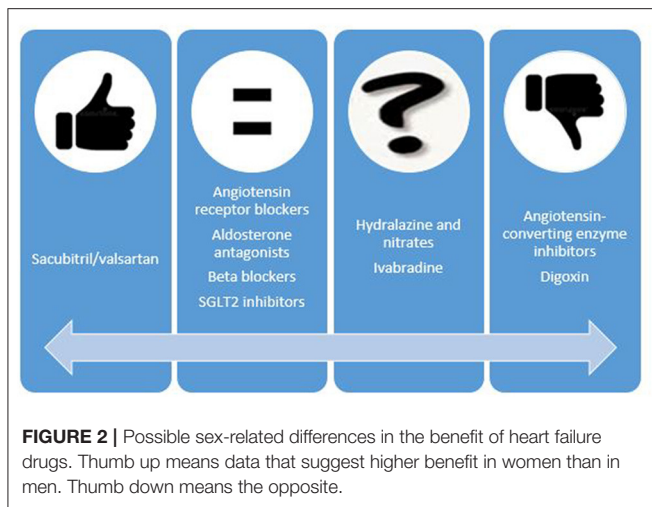 Sacubitril/valsartan
Angiotensin
receptor blockers
Aldosterone
antagonists
Beta blockers
SGLT2 inhibitors
Hydralazine and
nitrates
Ivabradine
Angiotensin-
converting enzyme
inhibitors
Digoxin
FIGURE 2 | Possible sex-related differences in the benefit of heart failure
drugs. Thumb up means data that suggest higher benefit in women than in
men. Thumb down means the opposite.